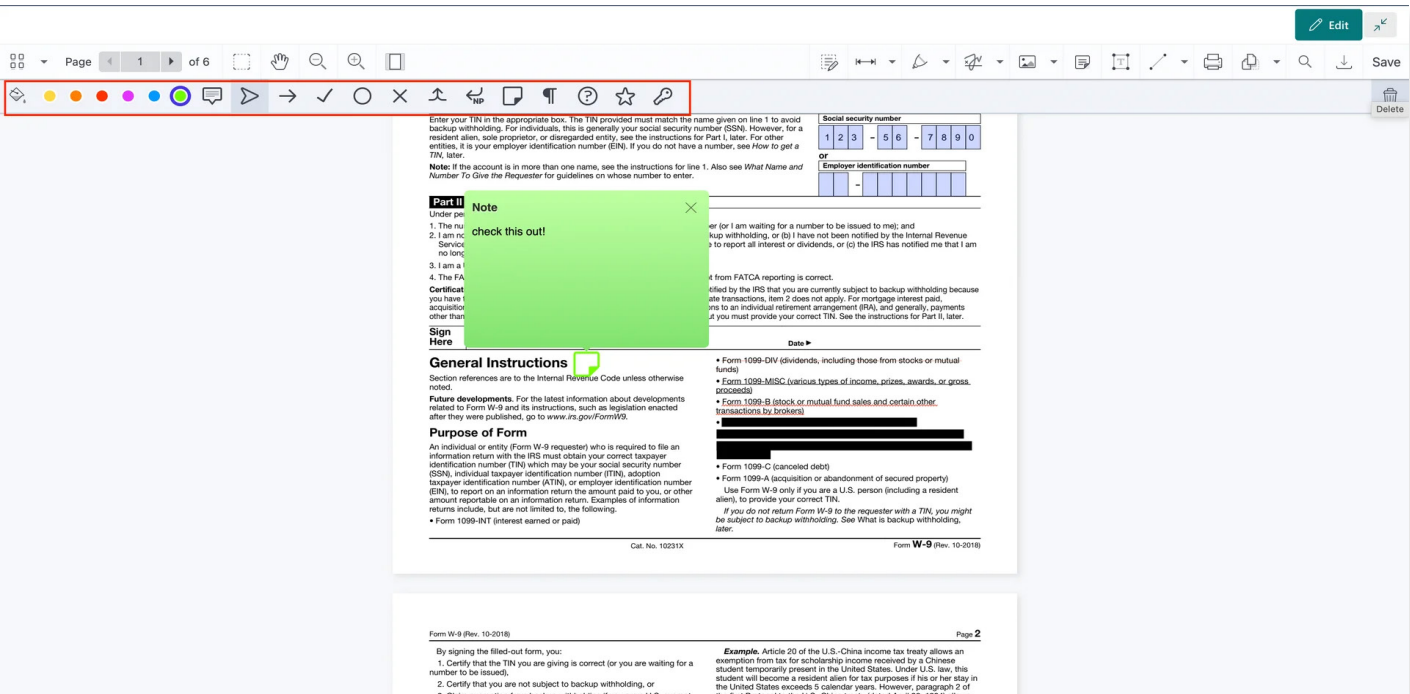 Edit
Page 1 of 6
Save
Delete
NP
Enter your TIN in the appropriate box. The TIN provided must match the name given on line 1 to avoid
backup withholding. For individuals, this is generally your social security number (SSN). However, for a
resident alien, sole proprietor, or disregarded entity, see the instructions for Part I, later. For other
entities, it is your employer identification number (EIN). If you do not have a number, see How to get a
TIN, later.
Note: If the account is in more than one name, see the instructions for line 1. Also see What Name and
Number To Give the Requester for guidelines on whose number to enter.
Social security number
1 2 3 – 5 6 – 7 8 9 0
or
Employer identification number
–
Part II
Under pe
1. The nu
er (or I am waiting for a number to be issued to me); and
2. I am no
kup withholding, or (b) I have not been notified by the Internal Revenue
Service
e to report all interest or dividends, or (c) the IRS has notified me that I am
no long
3. I am a
4. The FA
t from FATCA reporting is correct.
Certificat
tified by the IRS that you are currently subject to backup withholding because
you have
ate transactions, item 2 does not apply. For mortgage interest paid,
acquisition
ons to an individual retirement arrangement (IRA), and generally, payments
other than
ut you must provide your correct TIN. See the instructions for Part II, later.
Note
check this out!
Sign
Here
Date ▶
General Instructions
Section references are to the Internal Revenue Code unless otherwise
noted.
Future developments. For the latest information about developments
related to Form W-9 and its instructions, such as legislation enacted
after they were published, go to www.irs.gov/FormW9.
Purpose of Form
An individual or entity (Form W-9 requester) who is required to file an
information return with the IRS must obtain your correct taxpayer
identification number (TIN) which may be your social security number
(SSN), individual taxpayer identification number (ITIN), adoption
taxpayer identification number (ATIN), or employer identification number
(EIN), to report on an information return the amount paid to you, or other
amount reportable on an information return. Examples of information
returns include, but are not limited to, the following.
• Form 1099-INT (interest earned or paid)
• Form 1099-DIV (dividends, including those from stocks or mutual
funds)
• Form 1099-MISC (various types of income, prizes, awards, or gross
proceeds)
• Form 1099-B (stock or mutual fund sales and certain other
transactions by brokers)
•
• Form 1099-C (canceled debt)
• Form 1099-A (acquisition or abandonment of secured property)
Use Form W-9 only if you are a U.S. person (including a resident
alien), to provide your correct TIN.
If you do not return Form W-9 to the requester with a TIN, you might
be subject to backup withholding. See What is backup withholding,
later.
Cat. No. 10231X
Form W-9 (Rev. 10-2018)
Form W-9 (Rev. 10-2018)
Page 2
By signing the filled-out form, you:
1. Certify that the TIN you are giving is correct (or you are waiting for a
number to be issued),
2. Certify that you are not subject to backup withholding, or
Example. Article 20 of the U.S.-China income tax treaty allows an
exemption from tax for scholarship income received by a Chinese
student temporarily present in the United States. Under U.S. law, this
student will become a resident alien for tax purposes if his or her stay in
the United States exceeds 5 calendar years. However, paragraph 2 of